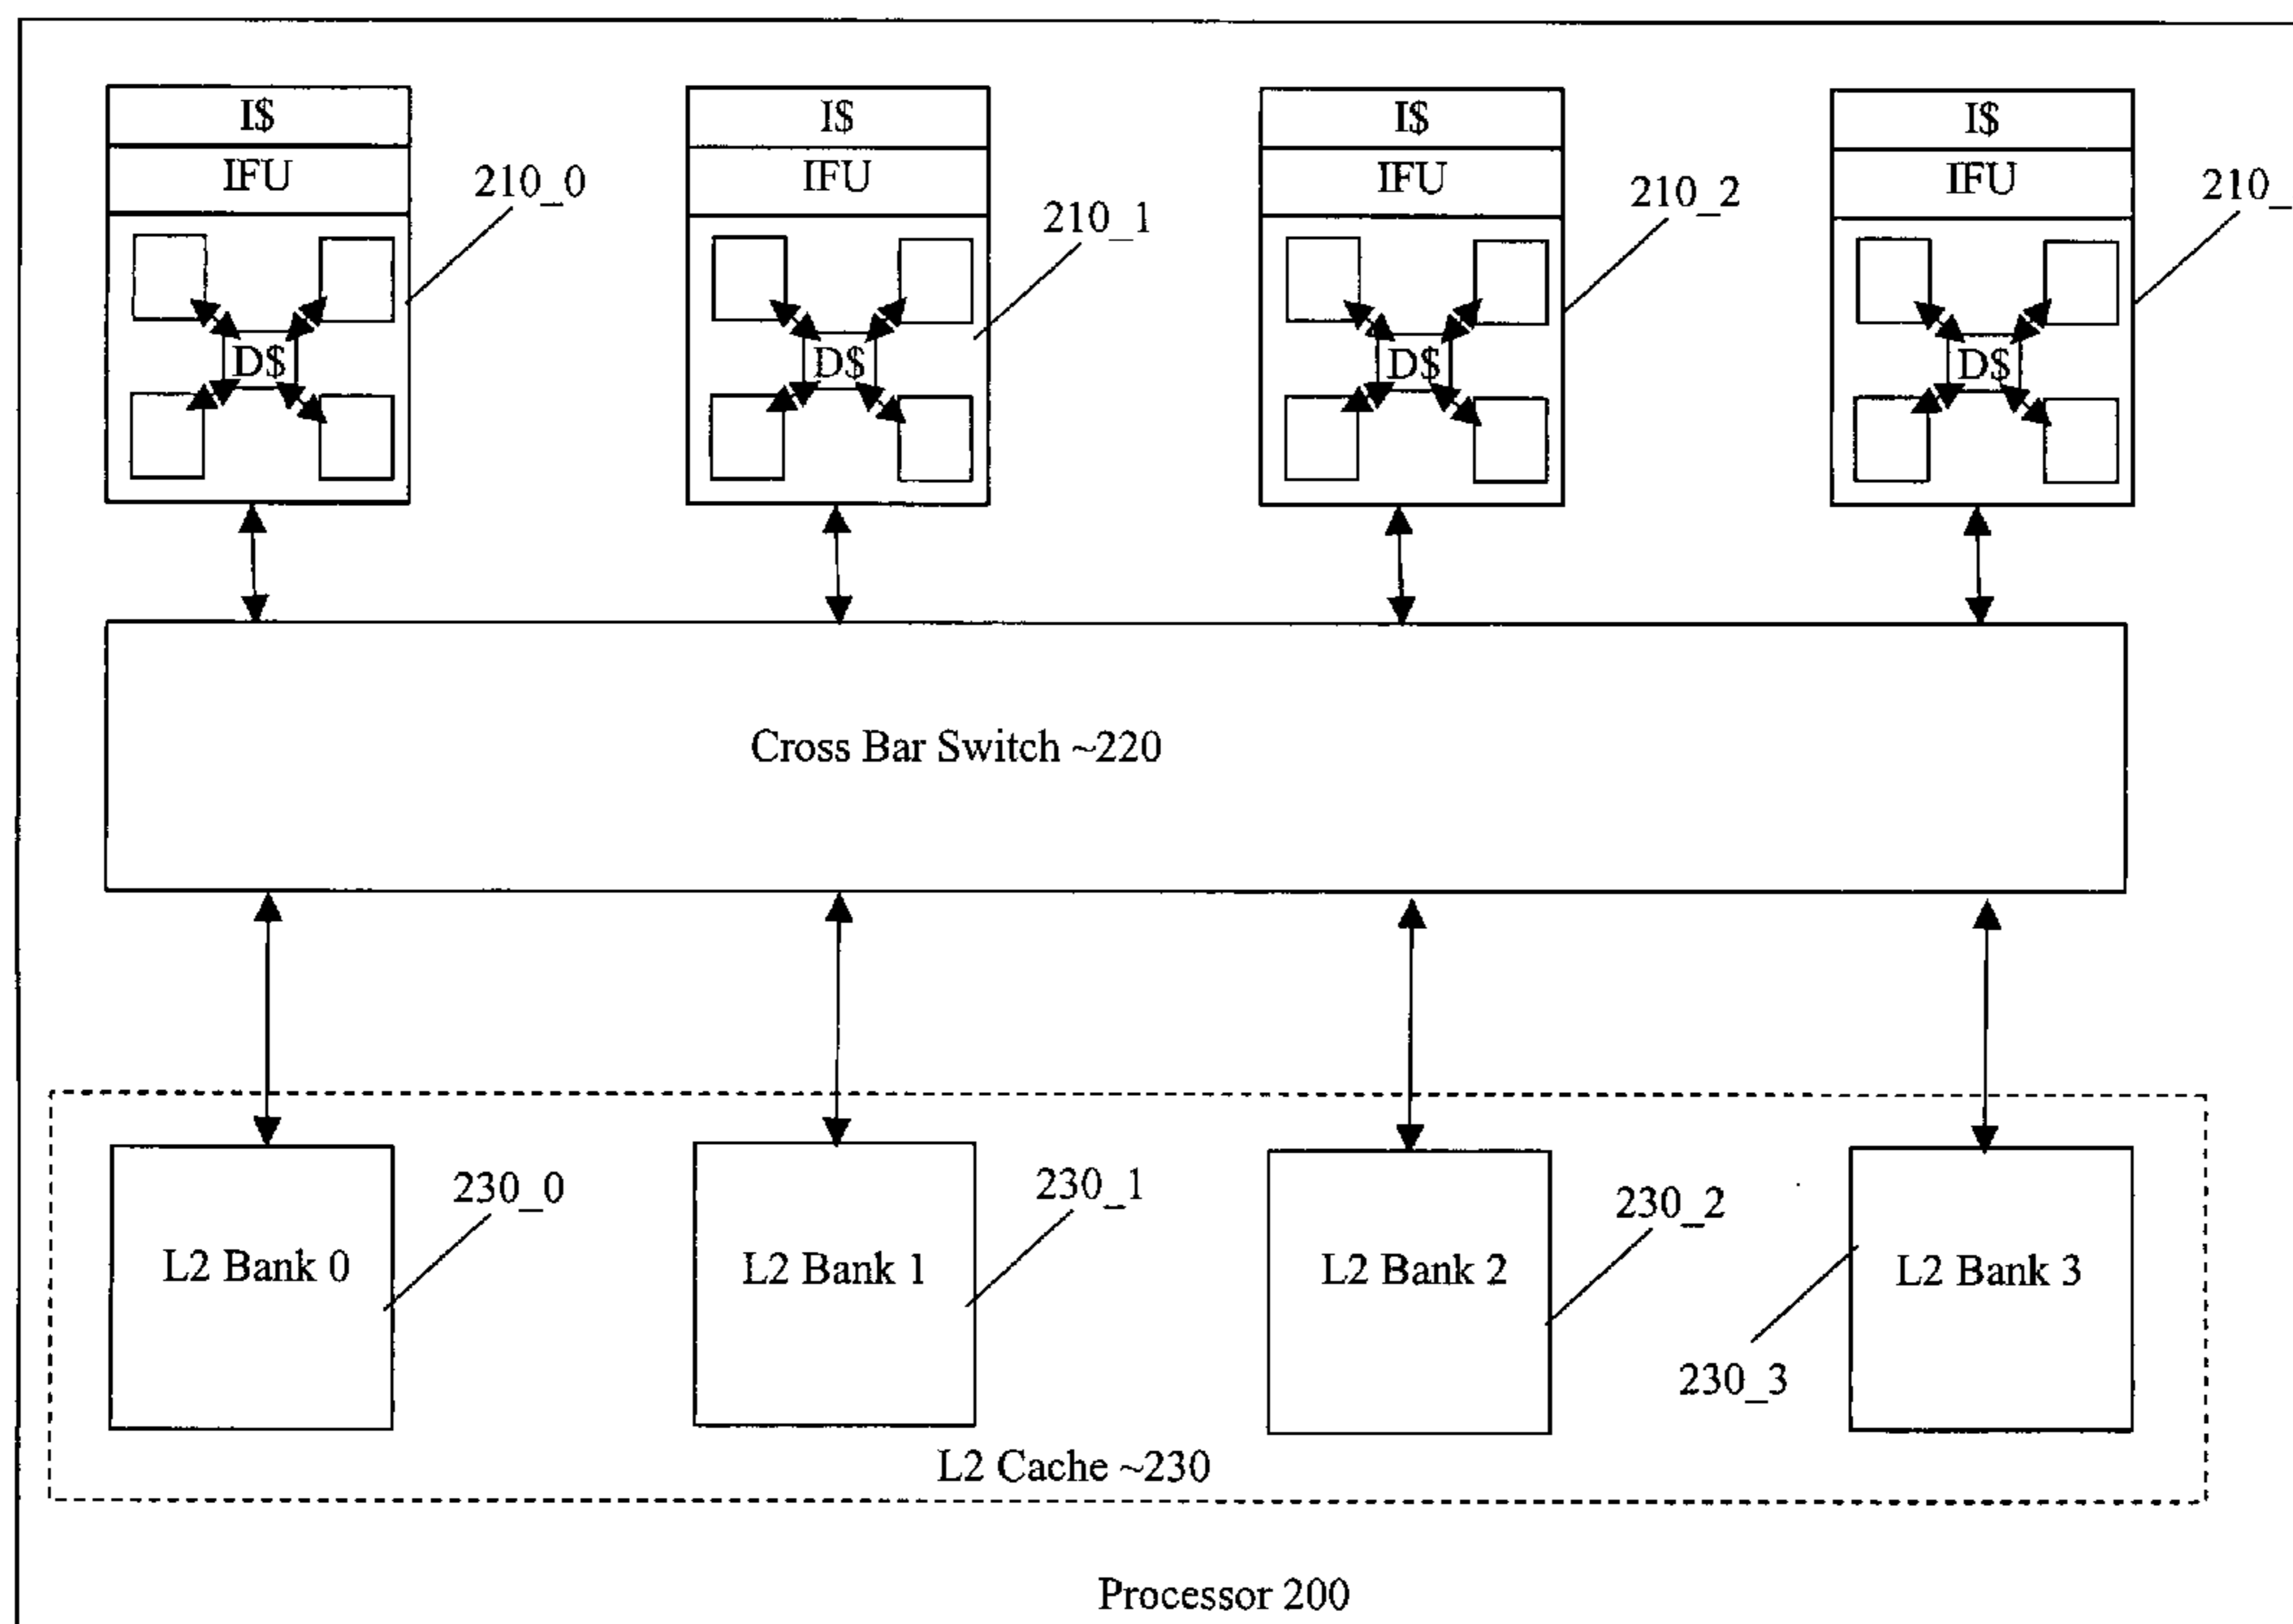 I$ I$ I$ I$
IFU IFU IFU IFU
210_0 210_1 210_2 210_
D$ D$ D$ D$
Cross Bar Switch ~220
230_0 230_1 230_2
L2 Bank 0 L2 Bank 1 L2 Bank 2 L2 Bank 3
230_3
L2 Cache ~230
Processor 200